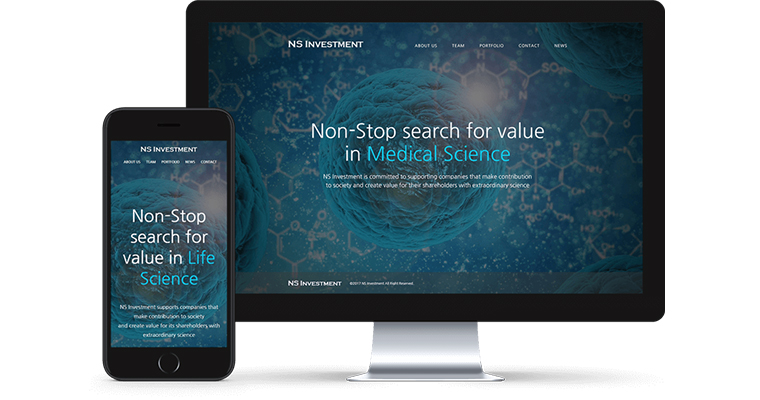 NS INVESTMENT
ABOUT US TEAM PORTFOLIO CONTACT NEWS
Non-Stop search for value
in Medical Science
NS Investment is committed to supporting companies that make contribution
to society and create value for their shareholders with extraordinary science
NS INVESTMENT ©2017 NS Investment. All Right Reserved.
NS INVESTMENT
ABOUT US TEAM PORTFOLIO NEWS CONTACT
Non-Stop
search for
value in Life
Science
NS Investment supports companies that
make contribution to society
and create value for its shareholders with
extraordinary science